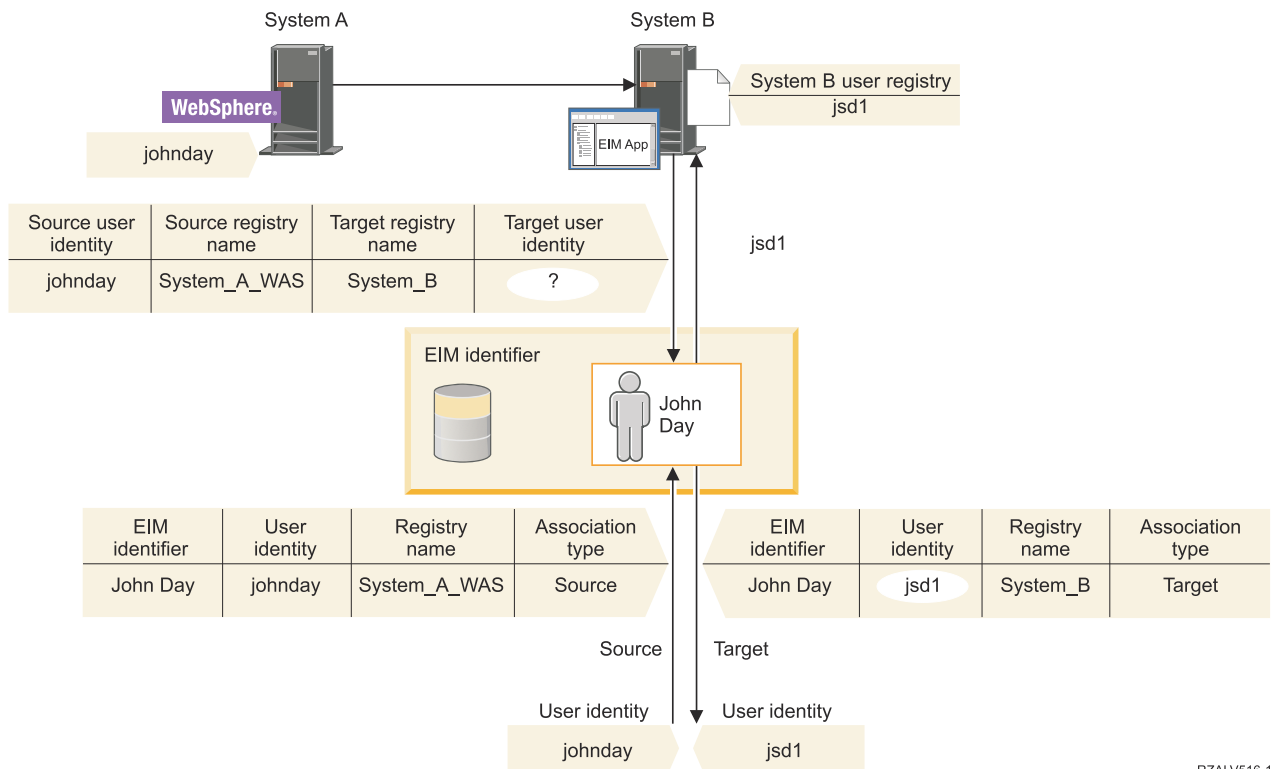 System A
System B
WebSphere.
johnday
EIM App
System B user registry
jsd1
Source user identity
Source registry name
Target registry name
Target user identity
johnday
System_A_WAS
System_B
?
jsd1
EIM identifier
John
Day
EIM identifier
User identity
Registry name
Association type
John Day
johnday
System_A_WAS
Source
EIM identifier
User identity
Registry name
Association type
John Day
jsd1
System_B
Target
Source
Target
User identity
User identity
johnday
jsd1